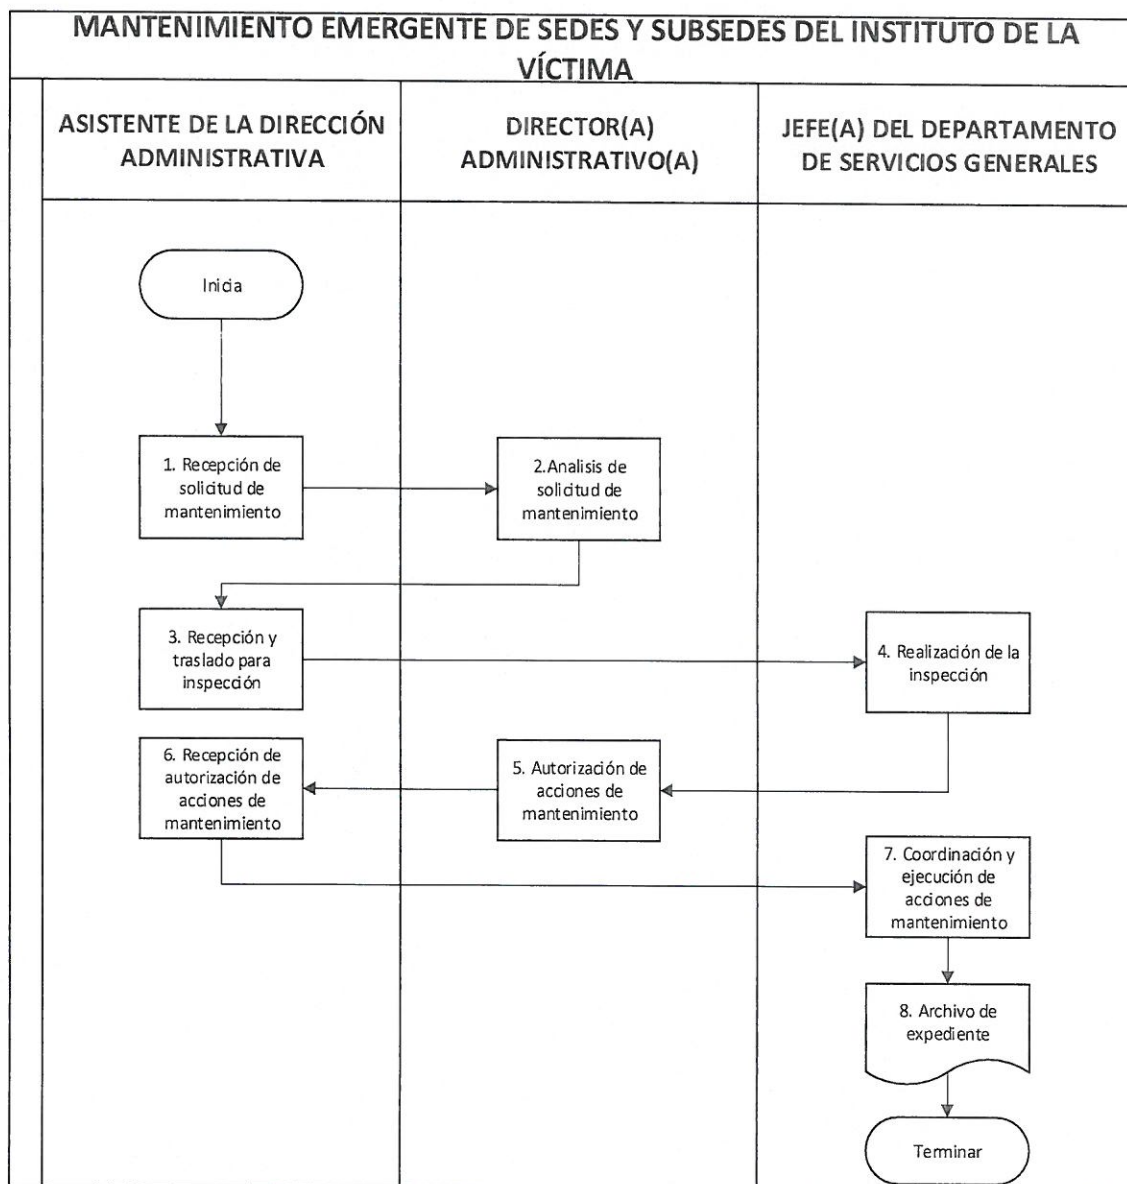 MANTENIMIENTO EMERGENTE DE SEDES Y SUBSEDES DEL INSTITUTO DE LA
VÍCTIMA
ASISTENTE DE LA DIRECCIÓN
ADMINISTRATIVA
DIRECTOR(A)
ADMINISTRATIVO(A)
JEFE(A) DEL DEPARTAMENTO
DE SERVICIOS GENERALES
Inicia
1. Recepción de
solicitud de
mantenimiento
2.Analisis de
solicitud de
mantenimiento
3. Recepción y
traslado para
inspección
4. Realización de la
inspección
6. Recepción de
autorización de
acciones de
mantenimiento
5. Autorización de
acciones de
mantenimiento
7. Coordinación y
ejecución de
acciones de
mantenimiento
8. Archivo de
expediente
Terminar